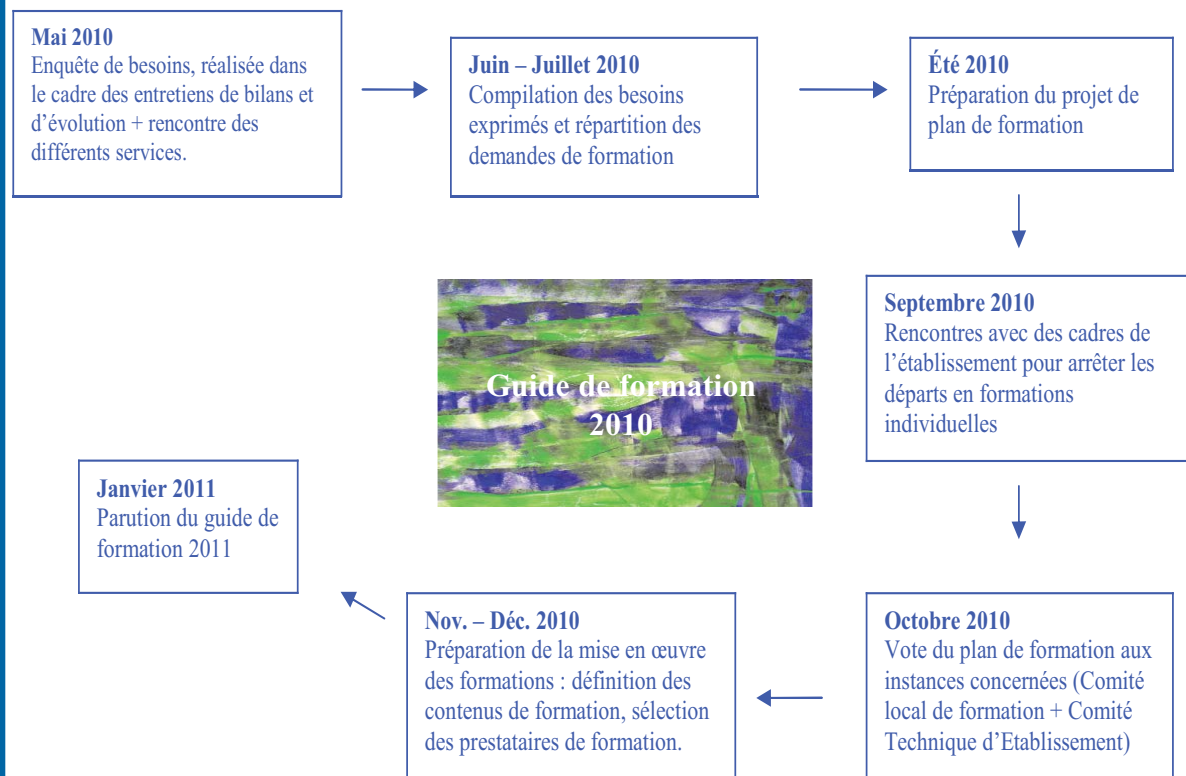 Mai 2010
Enquête de besoins, réalisée dans
le cadre des entretiens de bilans et
d’évolution + rencontre des
différents services.
Juin – Juillet 2010
Compilation des besoins
exprimés et répartition des
demandes de formation
Été 2010
Préparation du projet de
plan de formation
Septembre 2010
Rencontres avec des cadres de
l’établissement pour arrêter les
départs en formations
individuelles
Guide de formation
2010
Octobre 2010
Vote du plan de formation aux
instances concernées (Comité
local de formation + Comité
Technique d’Etablissement)
Nov. – Déc. 2010
Préparation de la mise en œuvre
des formations : définition des
contenus de formation, sélection
des prestataires de formation.
Janvier 2011
Parution du guide de
formation 2011